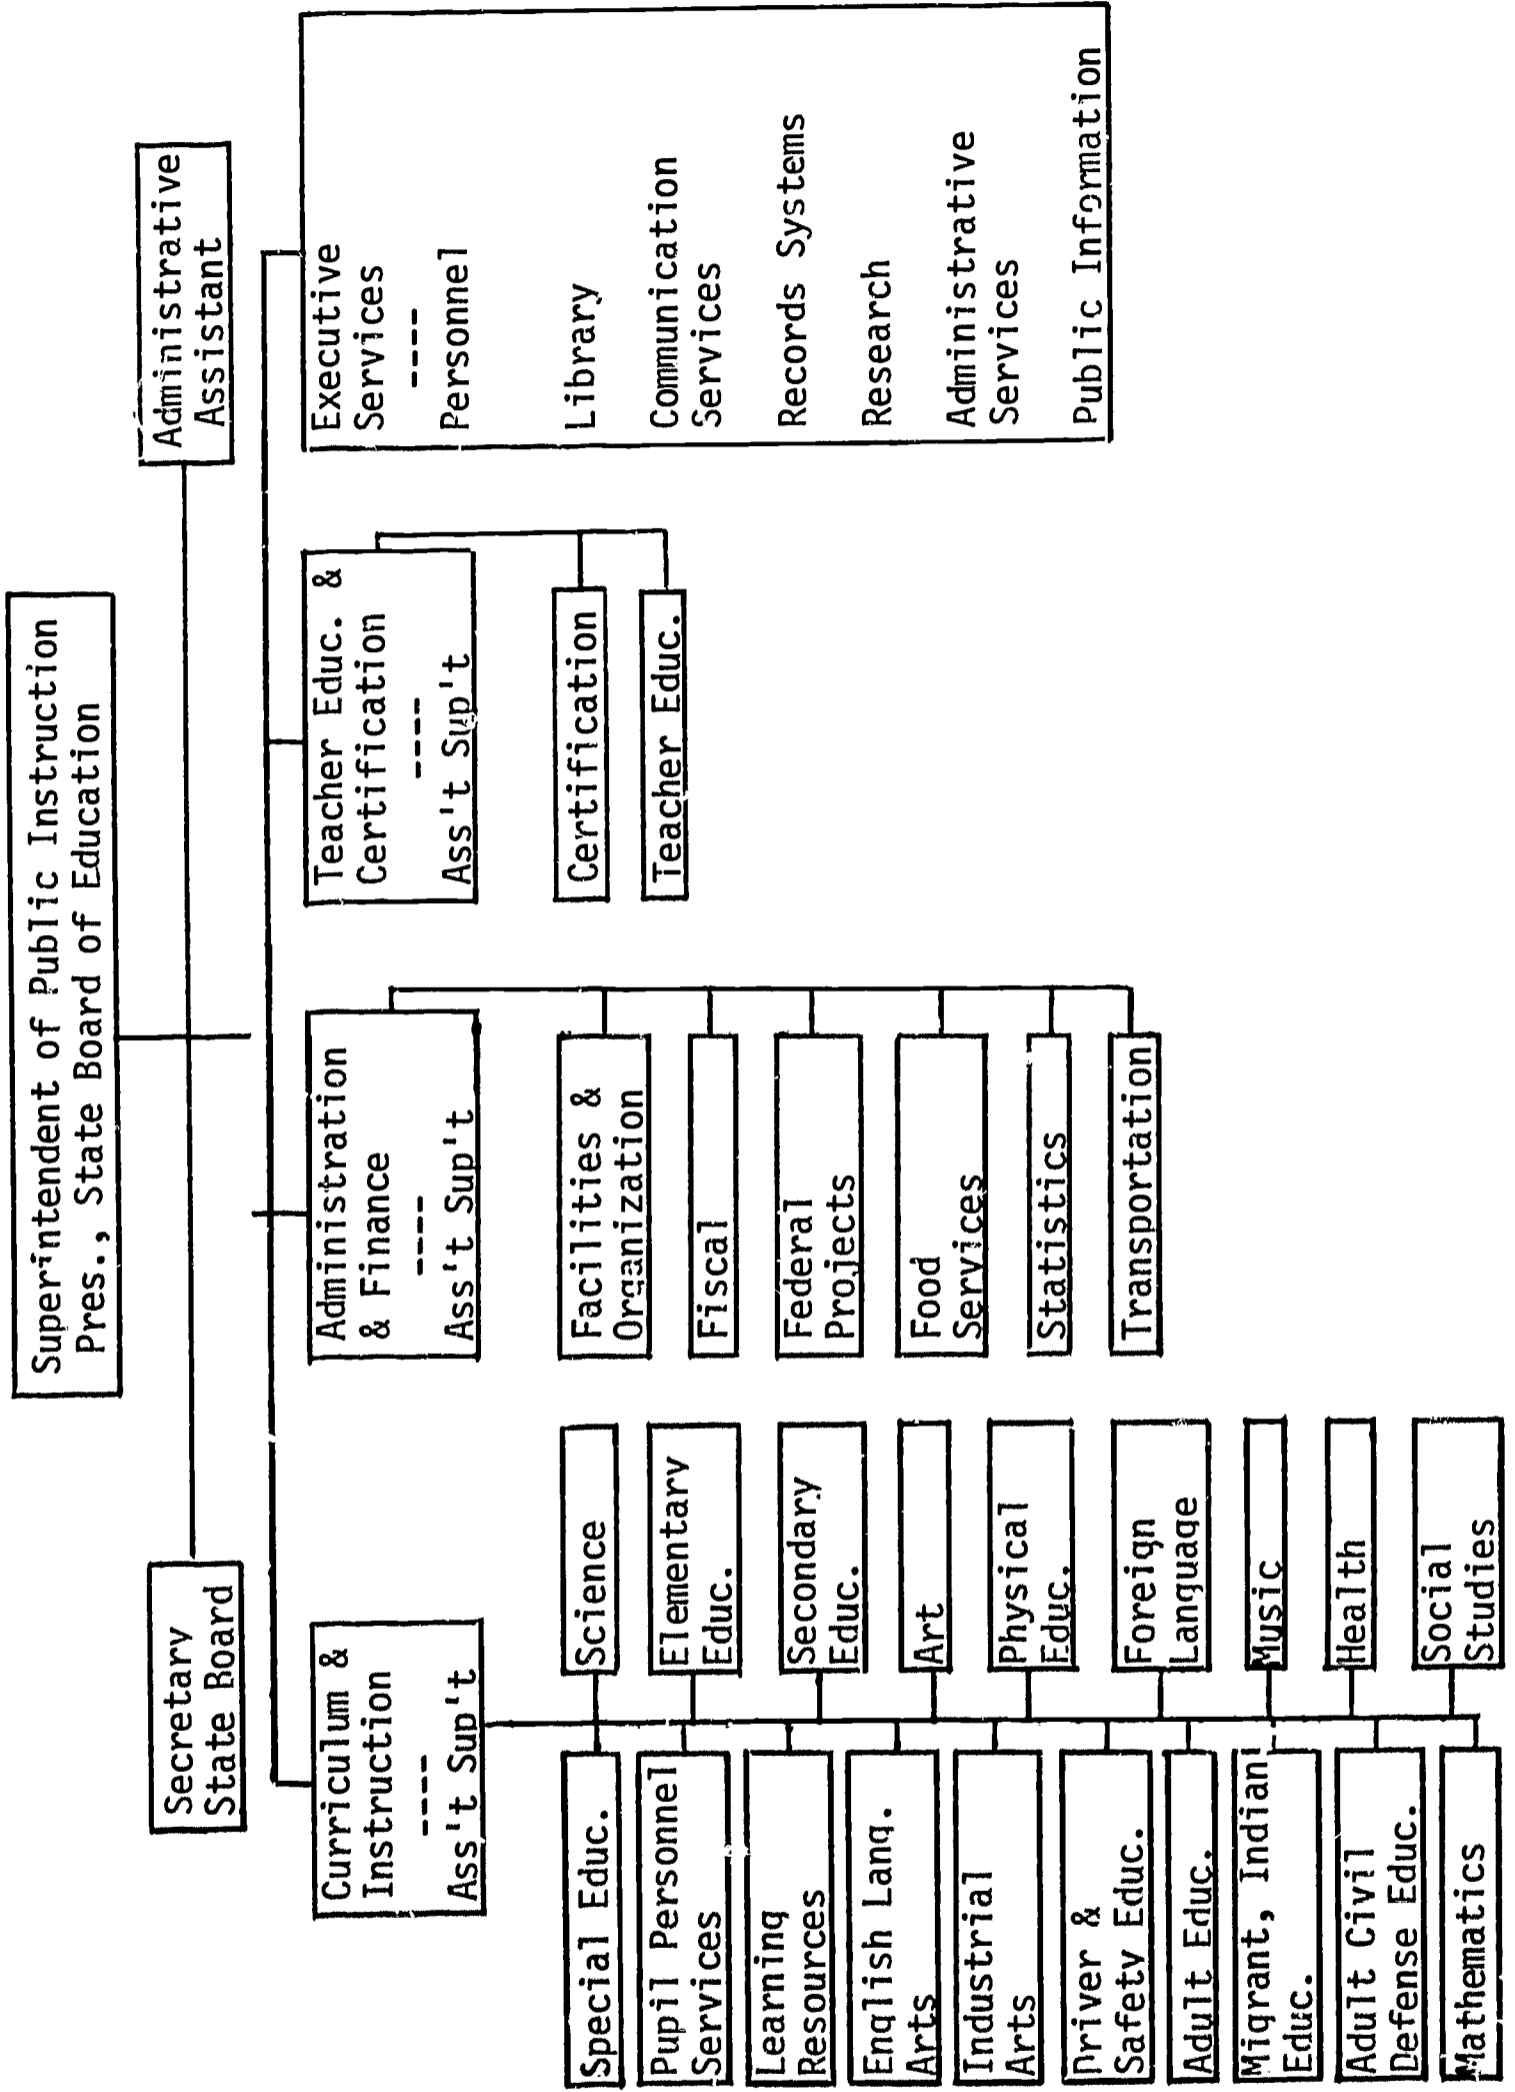 Superintendent of Public Instruction
Pres., State Board of Education
Secretary
State Board
Administrative
Assistant
Curriculum &
Instruction
----
Ass't Sup't
Special Educ.
Pupil Personnel
Services
Learning
Resources
English Lang.
Arts
Industrial
Arts
Driver &
Safety Educ.
Adult Educ.
Migrant, Indian
Educ.
Adult Civil
Defense Educ.
Mathematics
Science
Elementary
Educ.
Secondary
Educ.
Art
Physical
Educ.
Foreign
Language
Music
Health
Social
Studies
Administration
& Finance
----
Ass't Sup't
Facilities &
Organization
Fiscal
Federal
Projects
Food
Services
Statistics
Transportation
Teacher Educ. &
Certification
----
Ass't Sup't
Certification
Teacher Educ.
Executive
Services
----
Personnel
Library
Communication
Services
Records Systems
Research
Administrative
Services
Public Information